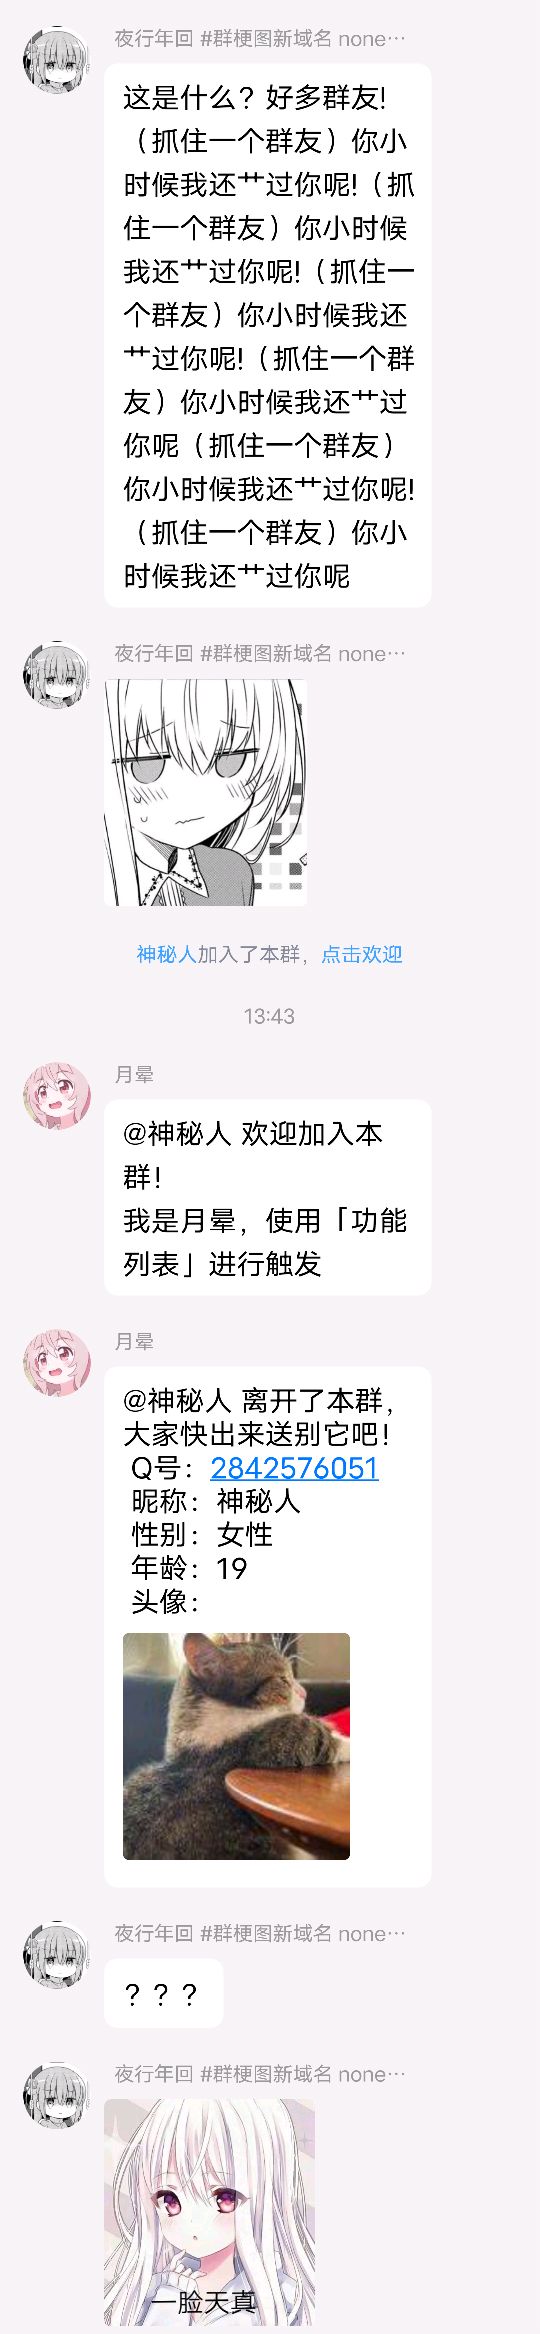 夜行年回 #群梗图新域名 none…
这是什么？好多群友!
（抓住一个群友）你小
时候我还艹过你呢!（抓
住一个群友）你小时候
我还艹过你呢!（抓住一
个群友）你小时候我还
艹过你呢!（抓住一个群
友）你小时候我还艹过
你呢（抓住一个群友）
你小时候我还艹过你呢!
（抓住一个群友）你小
时候我还艹过你呢
夜行年回 #群梗图新域名 none…
神秘人加入了本群，点击欢迎
13:43
月晕
@神秘人 欢迎加入本
群!
我是月晕，使用「功能
列表」进行触发
月晕
@神秘人 离开了本群，
大家快出来送别它吧!
Q号：2842576051
昵称：神秘人
性别：女性
年龄：19
头像：
夜行年回 #群梗图新域名 none…
？？？
夜行年回 #群梗图新域名 none…
一脸天真